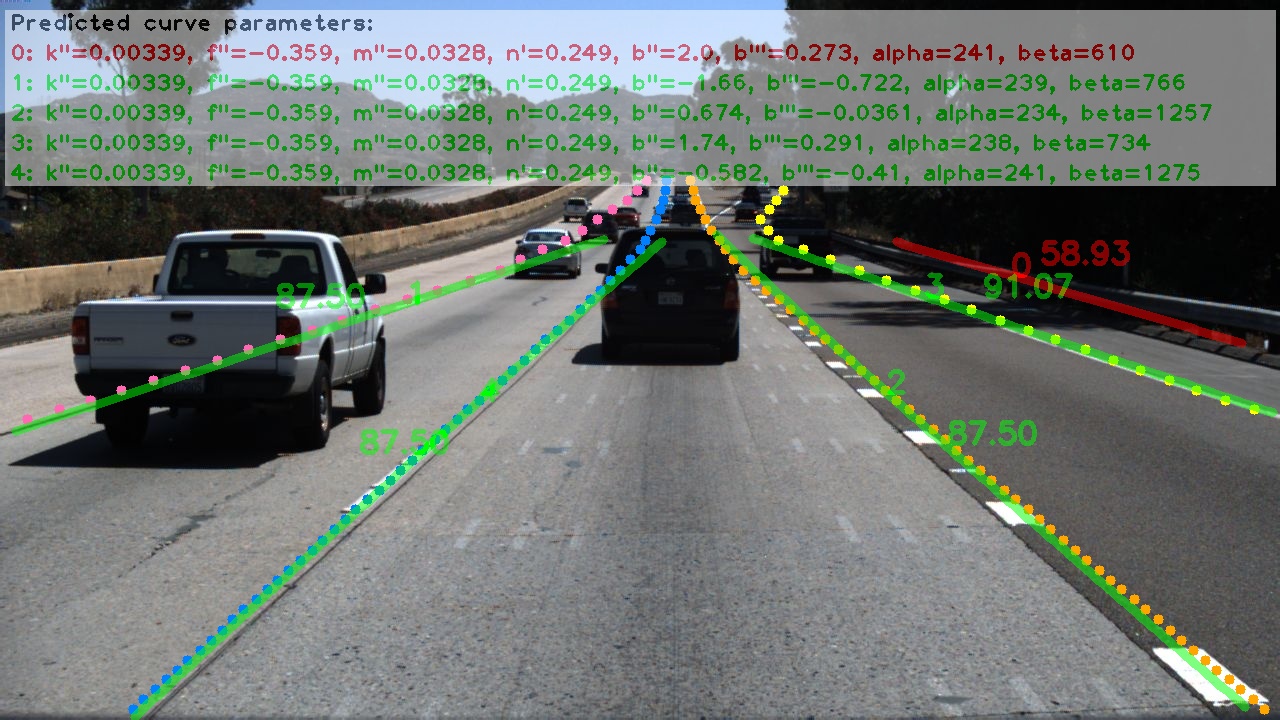 Predicted curve parameters:
0: k''=0.00339, f''=−0.359, m''=0.0328, n'=0.249, b''=2.0, b'''=0.273, alpha=241, beta=610
1: k''=0.00339, f''=−0.359, m''=0.0328, n'=0.249, b''=−1.66, b'''=−0.722, alpha=239, beta=766
2: k''=0.00339, f''=−0.359, m''=0.0328, n'=0.249, b''=0.674, b'''=−0.0361, alpha=234, beta=1257
3: k''=0.00339, f''=−0.359, m''=0.0328, n'=0.249, b''=1.74, b'''=0.291, alpha=238, beta=734
4: k''=0.00339, f''=−0.359, m''=0.0328, n'=0.249, b''=−0.582, b'''=−0.41, alpha=241, beta=1275
0 58.93
87.50 1
3 91.07
2
87.50
87.50
Ford